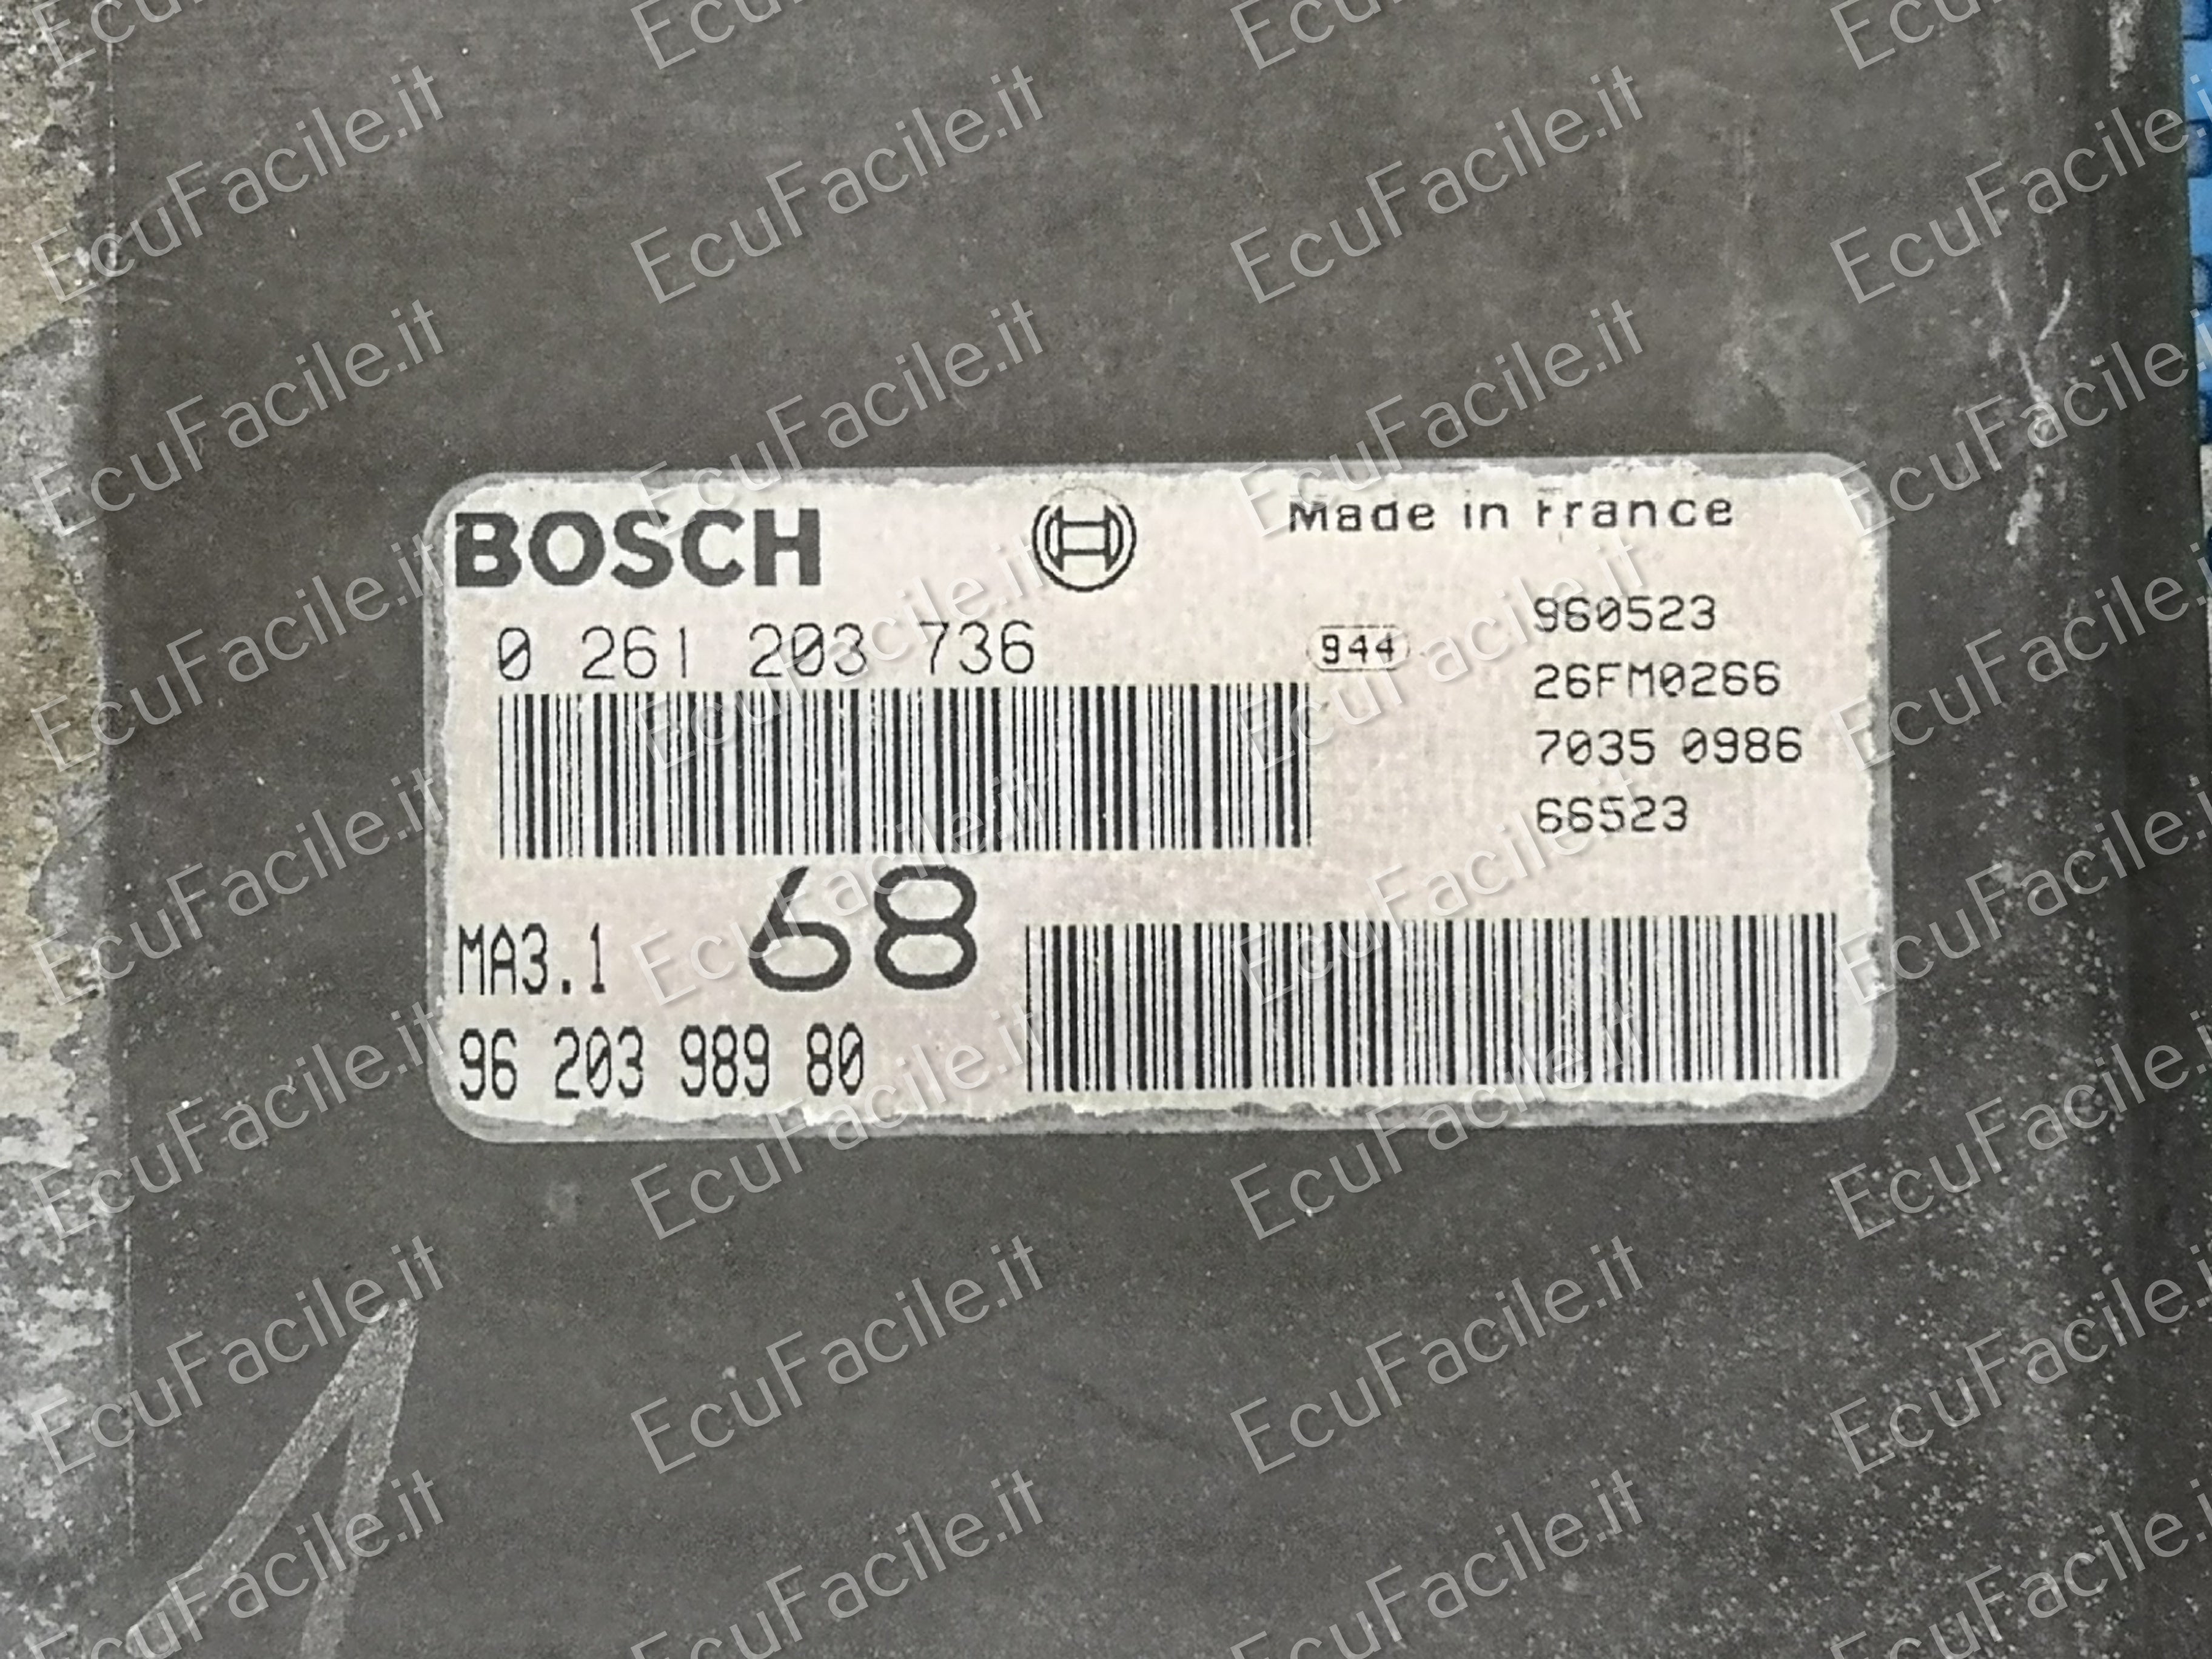 BOSCH
Made in France
0 261 203 736
944
960523
26FM0266
7035 0986
66523
MA3.1
68
96 203 989 80
EcuFacile.it